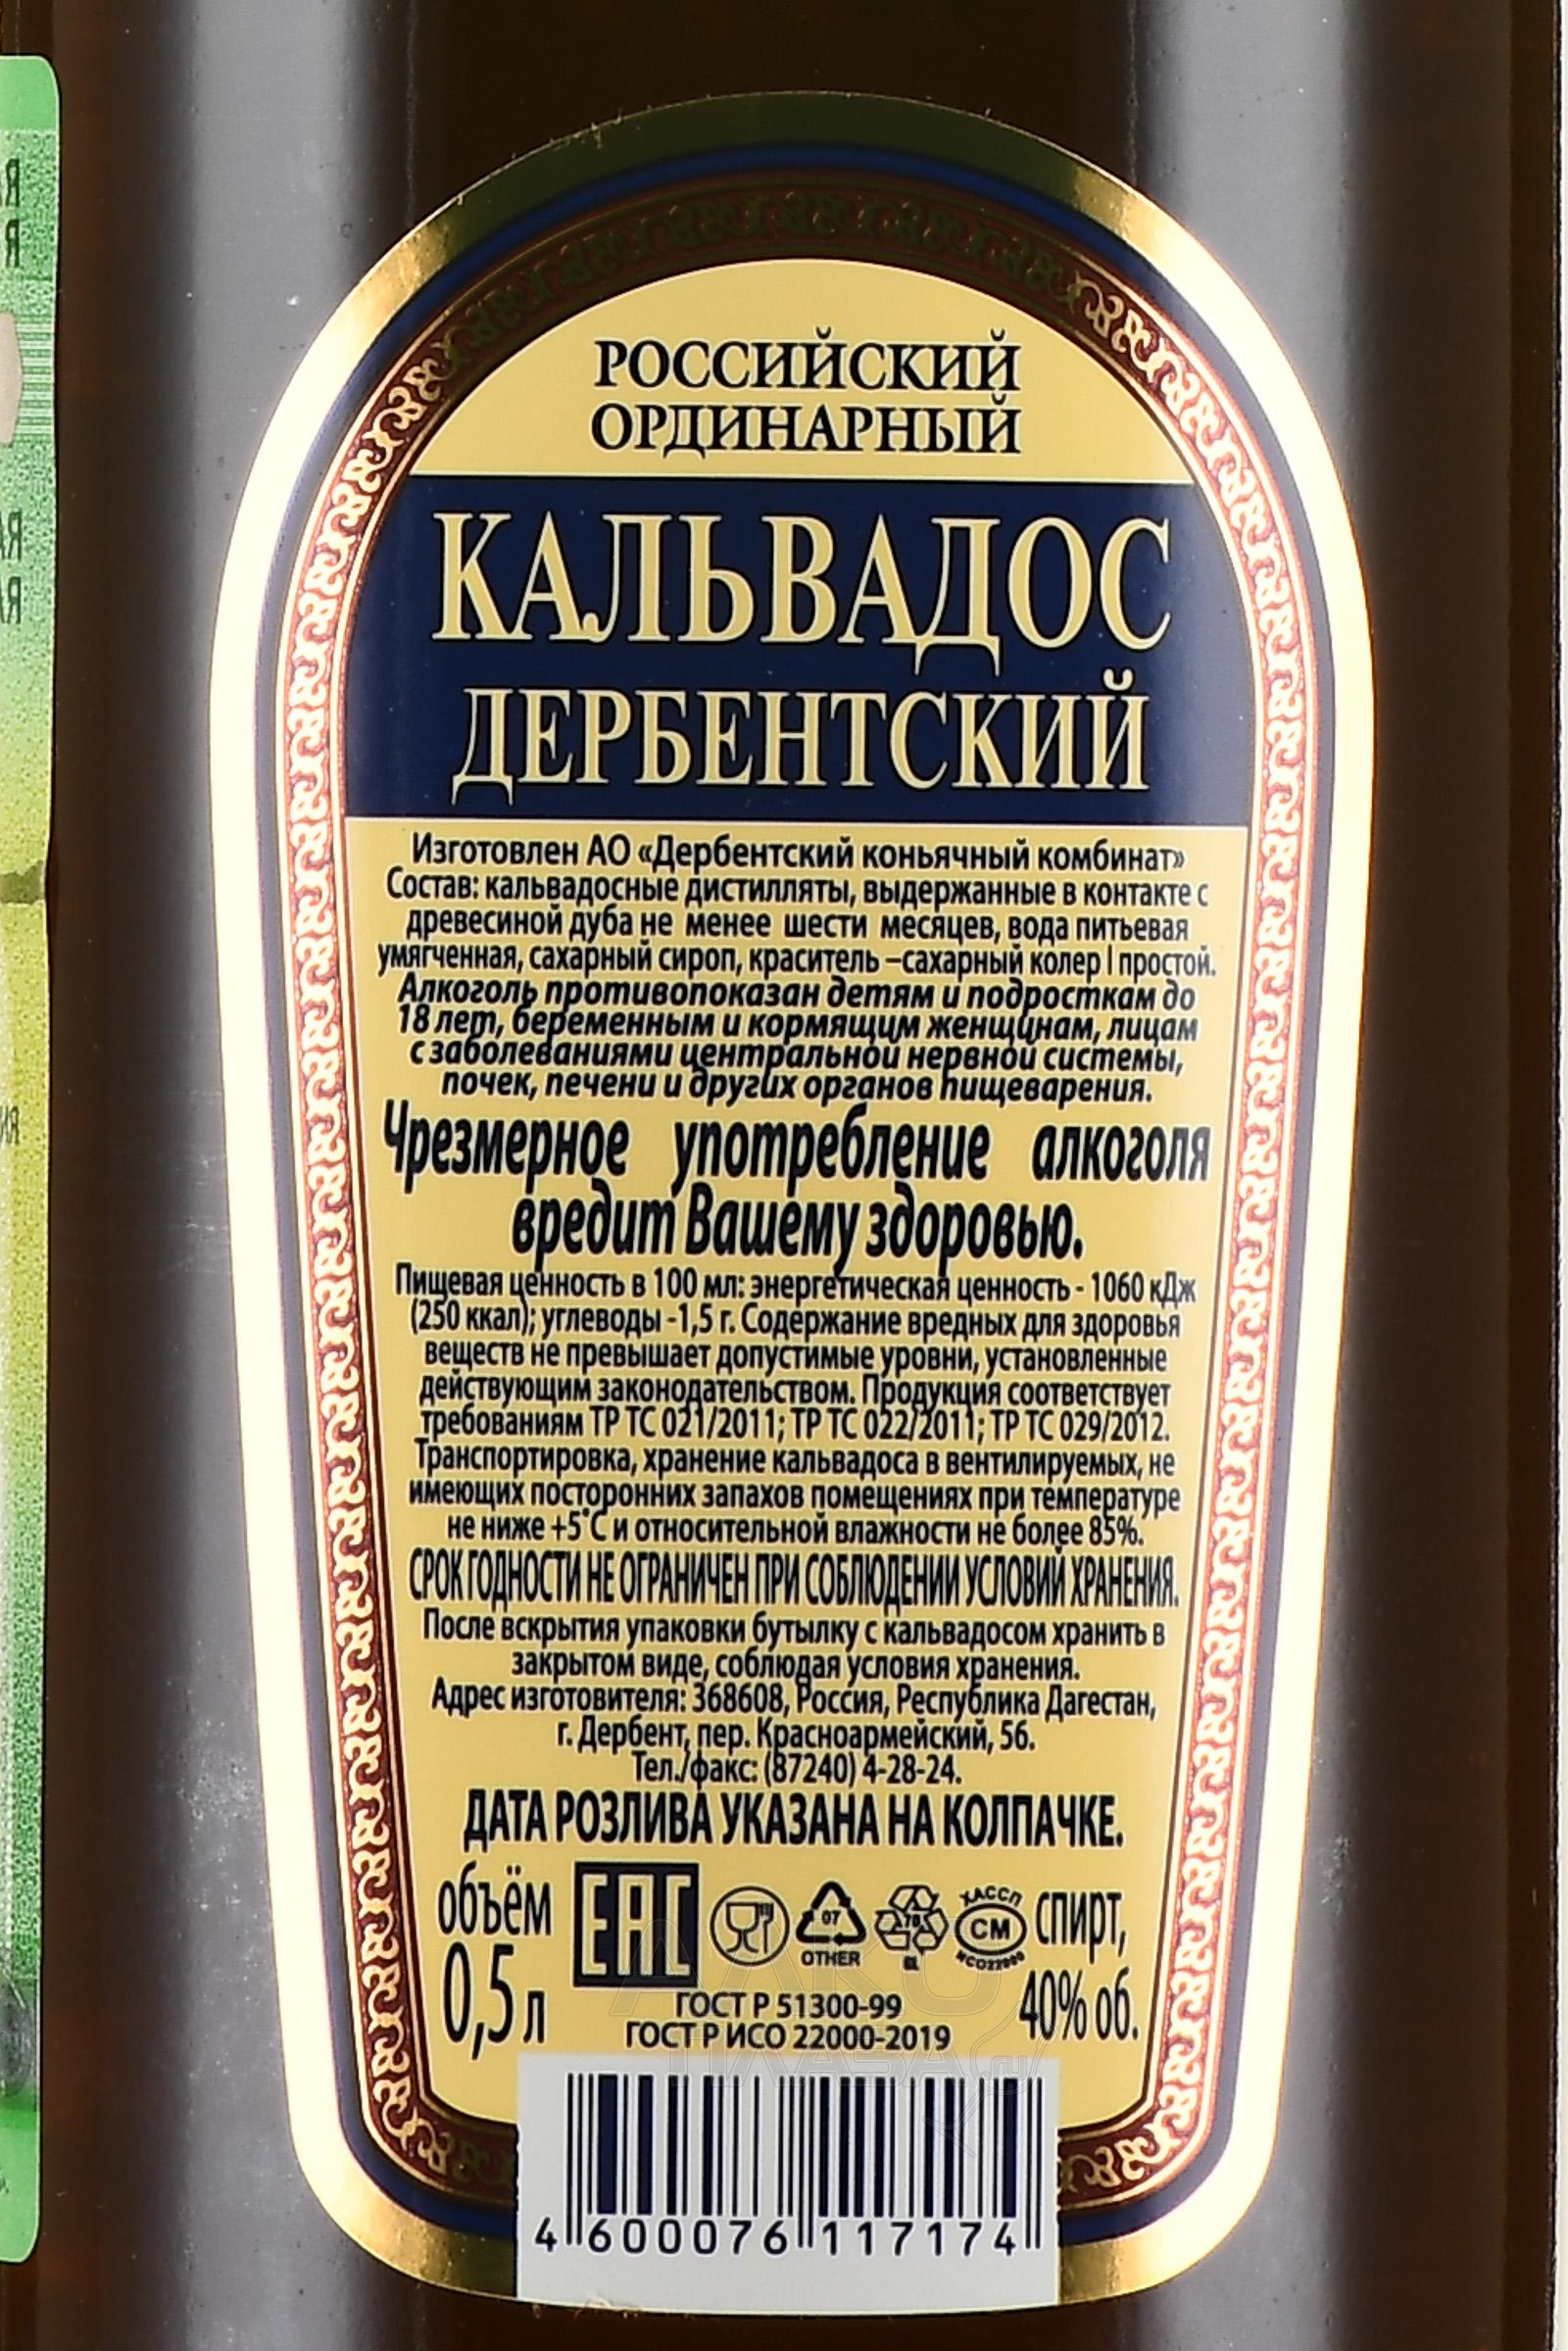 РОССИЙСКИЙ
ОРДИНАРНЫЙ
КАЛЬВАДОС
ДЕРБЕНТСКИЙ
Изготовлен АО «Дербентский коньячный комбинат»
Состав: кальвадосные дистилляты, выдержанные в контакте с
древесиной дуба не менее шести месяцев, вода питьевая
умягченная, сахарный сироп, краситель –сахарный колер I простой.
Алкоголь противопоказан детям и подросткам до
18 лет, беременным и кормящим женщинам, лицам
с заболеваниями центральной нервной системы,
почек, печени и других органов пищеварения.
Чрезмерное употребление алкоголя
вредит Вашему здоровью.
Пищевая ценность в 100 мл: энергетическая ценность - 1060 кДж
(250 ккал); углеводы -1,5 г. Содержание вредных для здоровья
веществ не превышает допустимые уровни, установленные
действующим законодательством. Продукция соответствует
требованиям ТР ТС 021/2011; ТР ТС 022/2011; ТР ТС 029/2012.
Транспортировка, хранение кальвадоса в вентилируемых, не
имеющих посторонних запахов помещениях при температуре
не ниже +5°С и относительной влажности не более 85%.
СРОК ГОДНОСТИ НЕ ОГРАНИЧЕН ПРИ СОБЛЮДЕНИИ УСЛОВИЙ ХРАНЕНИЯ.
После вскрытия упаковки бутылку с кальвадосом хранить в
закрытом виде, соблюдая условия хранения.
Адрес изготовителя: 368608, Россия, Республика Дагестан,
г. Дербент, пер. Красноармейский, 56.
Тел./факс: (87240) 4-28-24.
ДАТА РОЗЛИВА УКАЗАНА НА КОЛПАЧКЕ.
объём
0,5 л
EAC
07
OTHER
70
GL
ХАССП
СМ
ИСО22000
спирт,
40% об.
ГОСТ Р 51300-99
ГОСТ Р ИСО 22000-2019
4 600076 117174